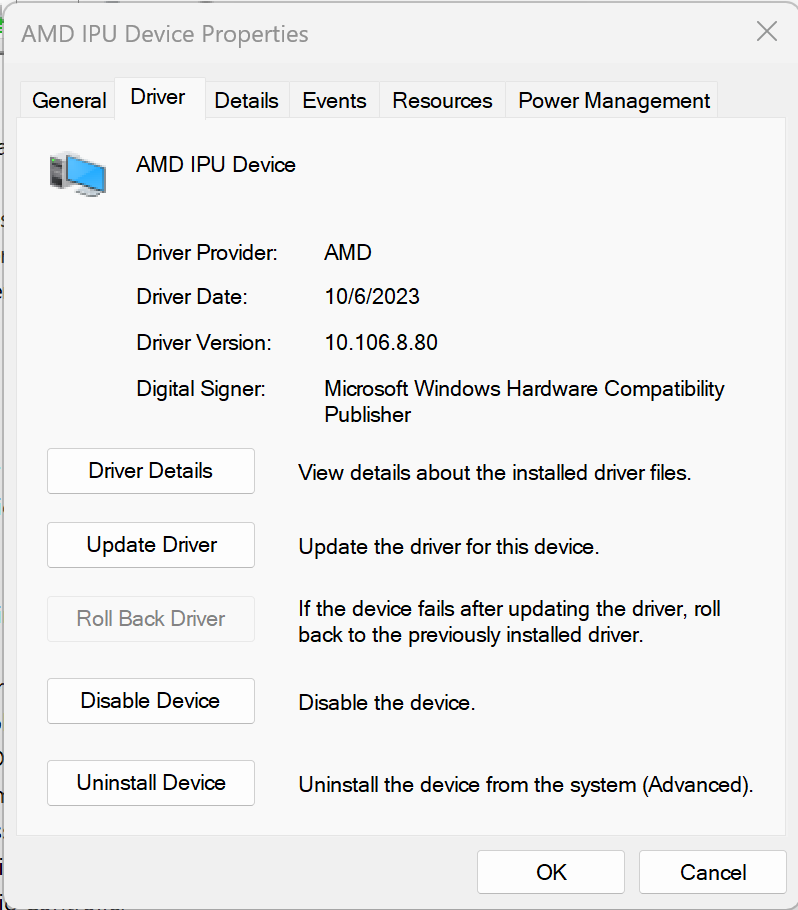 AMD IPU Device Properties
General Driver Details Events Resources Power Management
AMD IPU Device
Driver Provider: AMD
Driver Date: 10/6/2023
Driver Version: 10.106.8.80
Digital Signer: Microsoft Windows Hardware Compatibility
Publisher
Driver Details View details about the installed driver files.
Update Driver Update the driver for this device.
Roll Back Driver If the device fails after updating the driver, roll
back to the previously installed driver.
Disable Device Disable the device.
Uninstall Device Uninstall the device from the system (Advanced).
OK Cancel